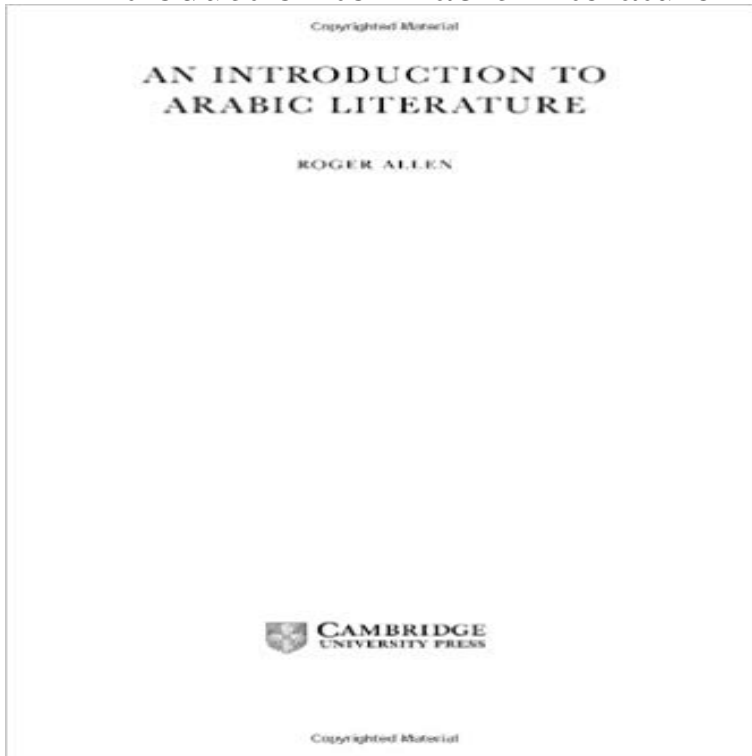 Copyrighted Material
AN INTRODUCTION TO
ARABIC LITERATURE
ROGER ALLEN
CAMBRIDGE
UNIVERSITY PRESS
Copyrighted Material